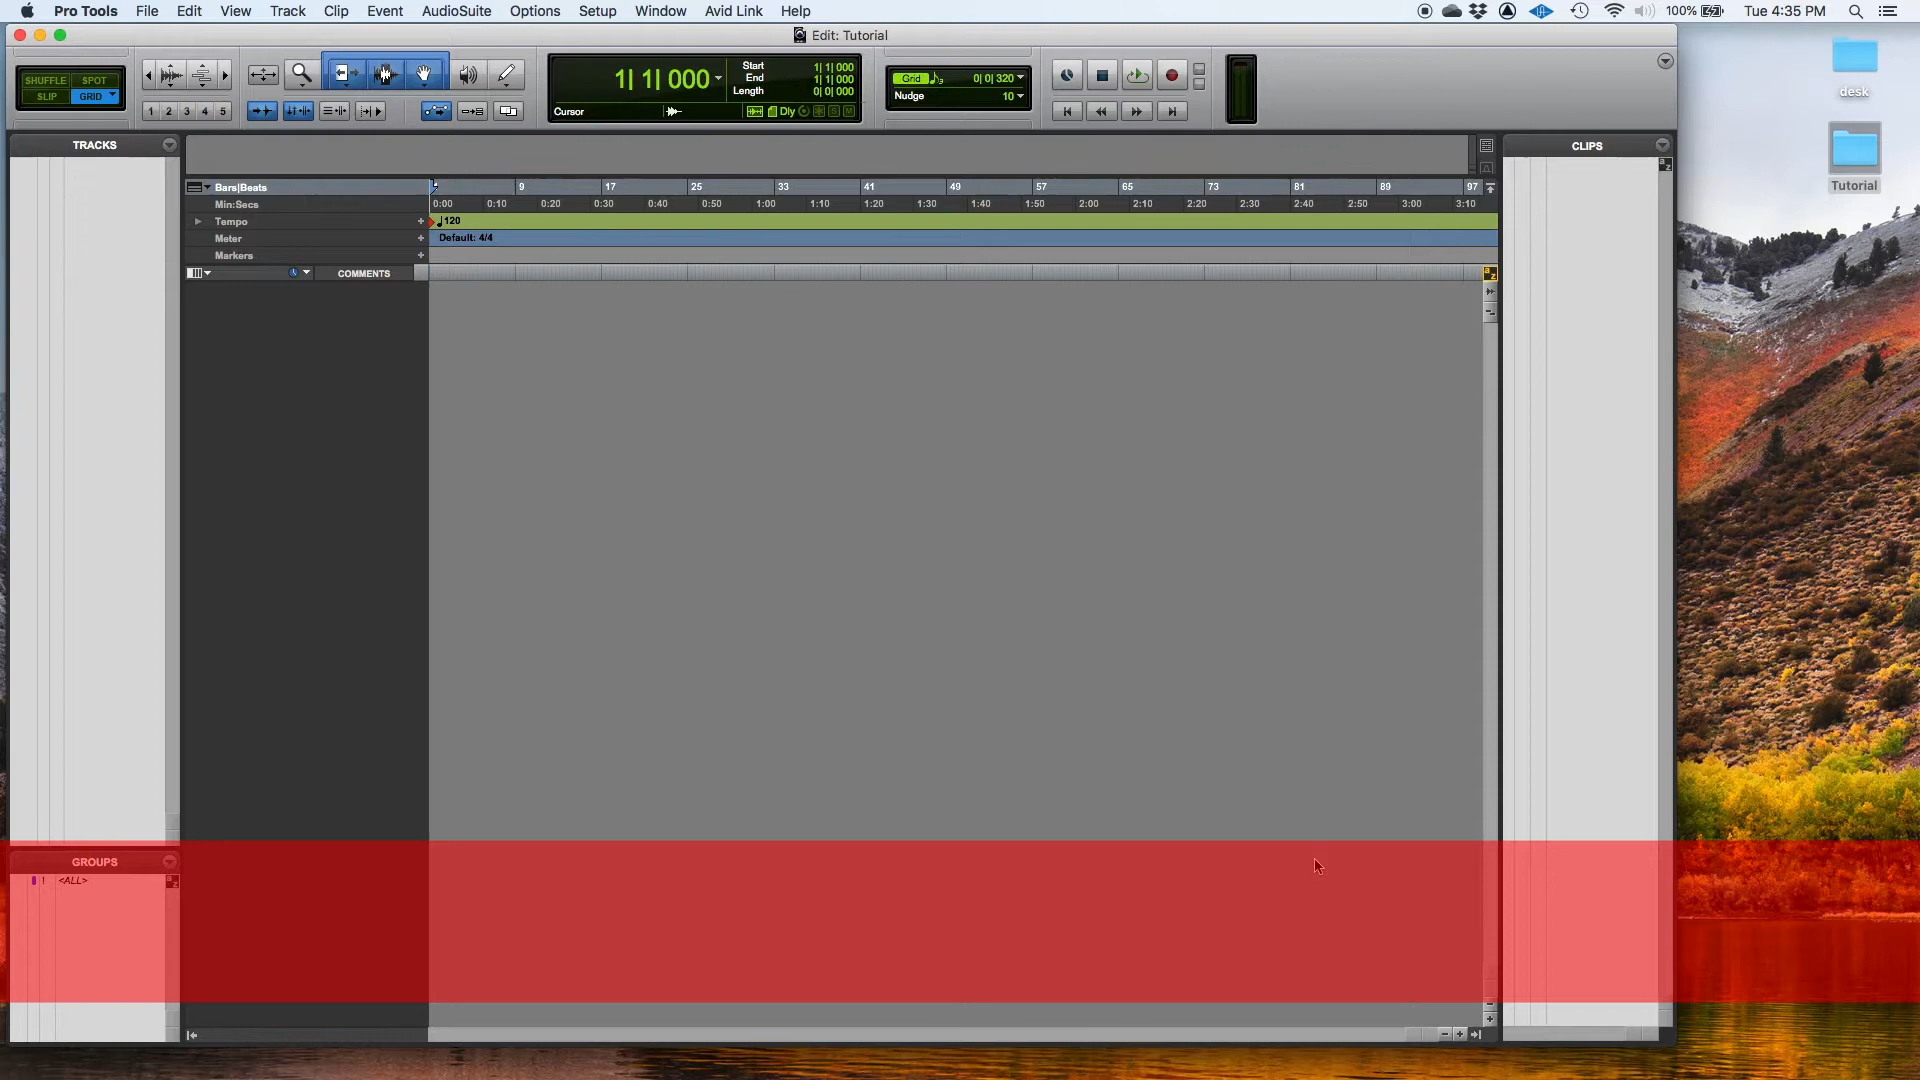 Pro Tools File Edit View Track Clip Event AudioSuite Options Setup Window Avid Link Help 100% Tue 4:35 PM
Edit: Tutorial
SHUFFLE SPOT
SLIP GRID
1 2 3 4 5
1| 1| 000
Start 1| 1| 000
End 1| 1| 000
Length 0| 0| 000
Cursor Dly S M
Grid 0| 0| 320
Nudge 10
desk
Tutorial
TRACKS
CLIPS
Bars|Beats 9 17 25 33 41 49 57 65 73 81 89 97
Min:Secs 0:00 0:10 0:20 0:30 0:40 0:50 1:00 1:10 1:20 1:30 1:40 1:50 2:00 2:10 2:20 2:30 2:40 2:50 3:00 3:10
Tempo + 120
Meter + Default: 4/4
Markers +
COMMENTS
a z
GROUPS
1 <ALL>